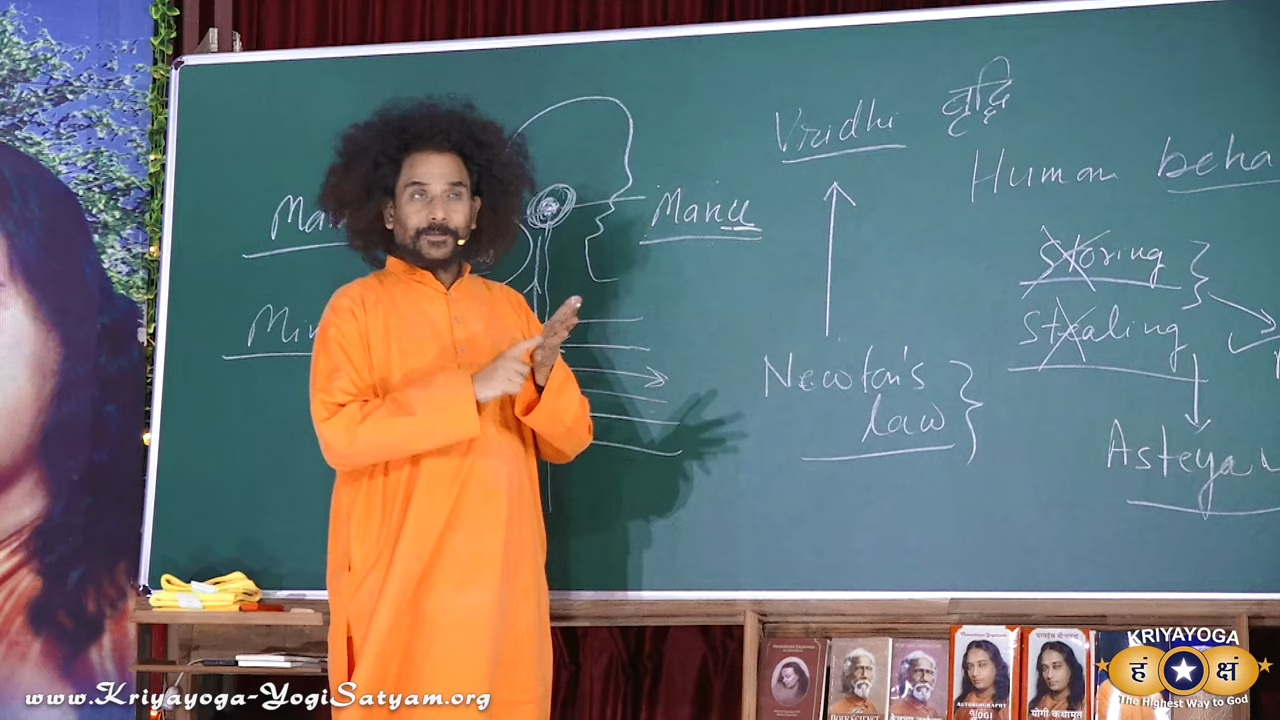 Vridhi वृद्धि
Human beha
Manu
Storing
Stealing
Newton's
law
Asteya
AUTOBIOGRAPHY
YOGI
योगी कथामृत
KRIYAYOGA
हं क्षं
The Highest Way to God
www.Kriyayoga-YogiSatyam.org